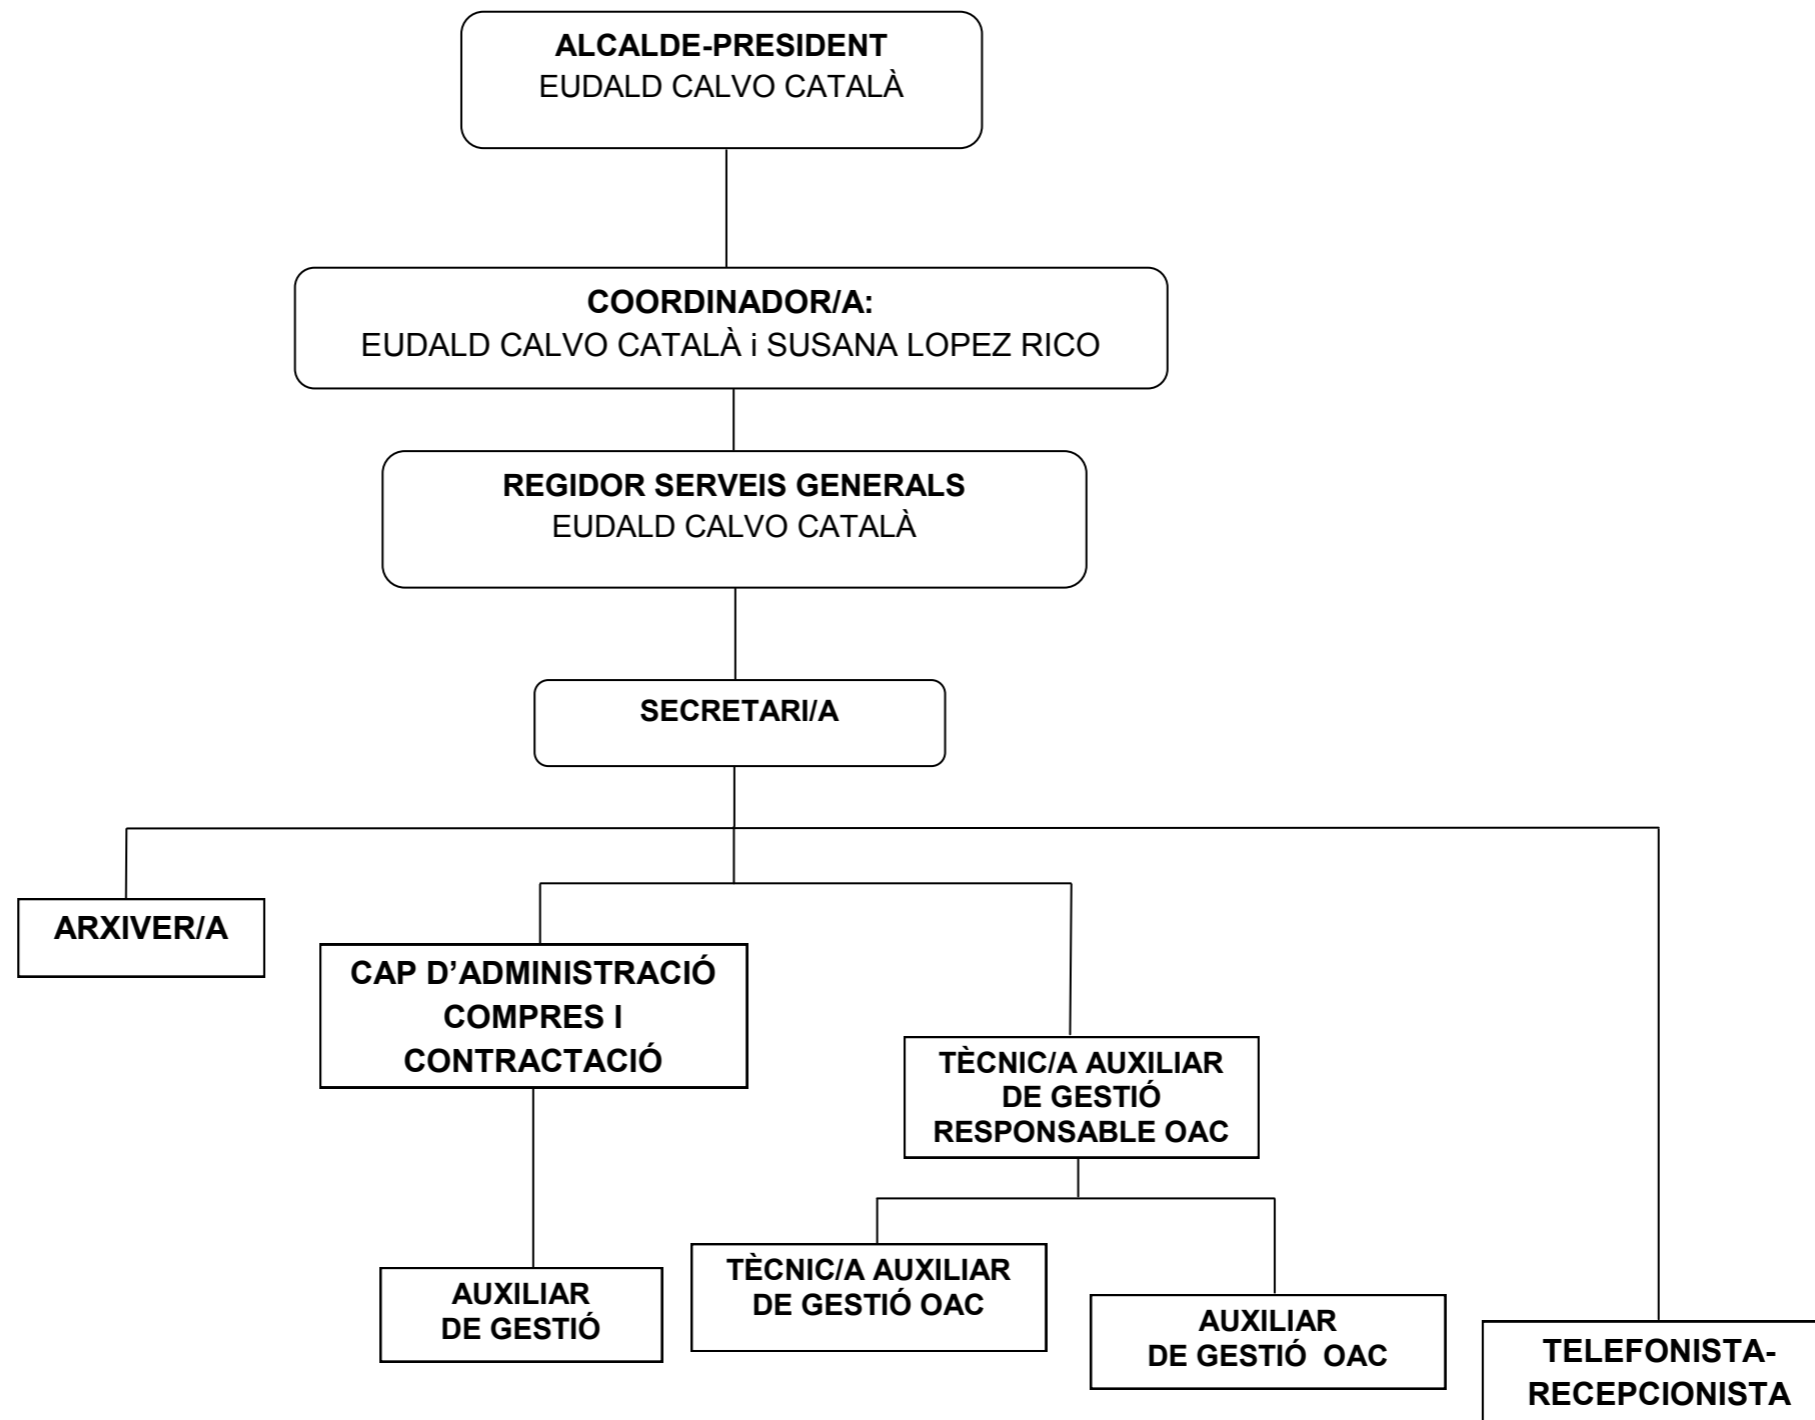 ALCALDE-PRESIDENT
EUDALD CALVO CATALÀ
COORDINADOR/A:
EUDALD CALVO CATALÀ i SUSANA LOPEZ RICO
REGIDOR SERVEIS GENERALS
EUDALD CALVO CATALÀ
SECRETARI/A
ARXIVER/A
CAP D’ADMINISTRACIÓ
COMPRES I
CONTRACTACIÓ
TÈCNIC/A AUXILIAR
DE GESTIÓ
RESPONSABLE OAC
AUXILIAR
DE GESTIÓ
TÈCNIC/A AUXILIAR
DE GESTIÓ OAC
AUXILIAR
DE GESTIÓ  OAC
TELEFONISTA-
RECEPCIONISTA